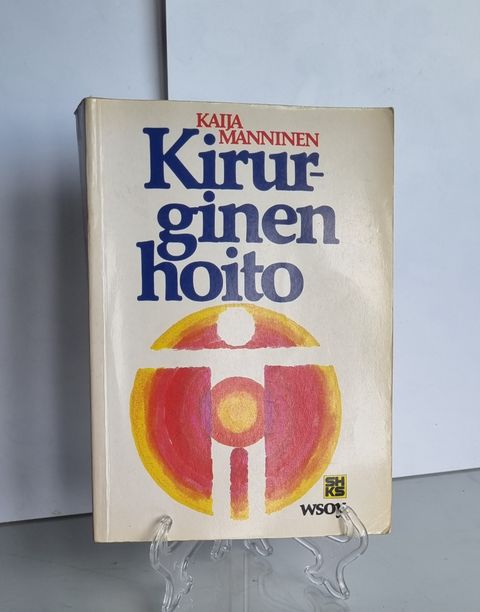 KAIJA
MANNINEN
Kirur-
ginen
hoito
SH
KS
WSOY